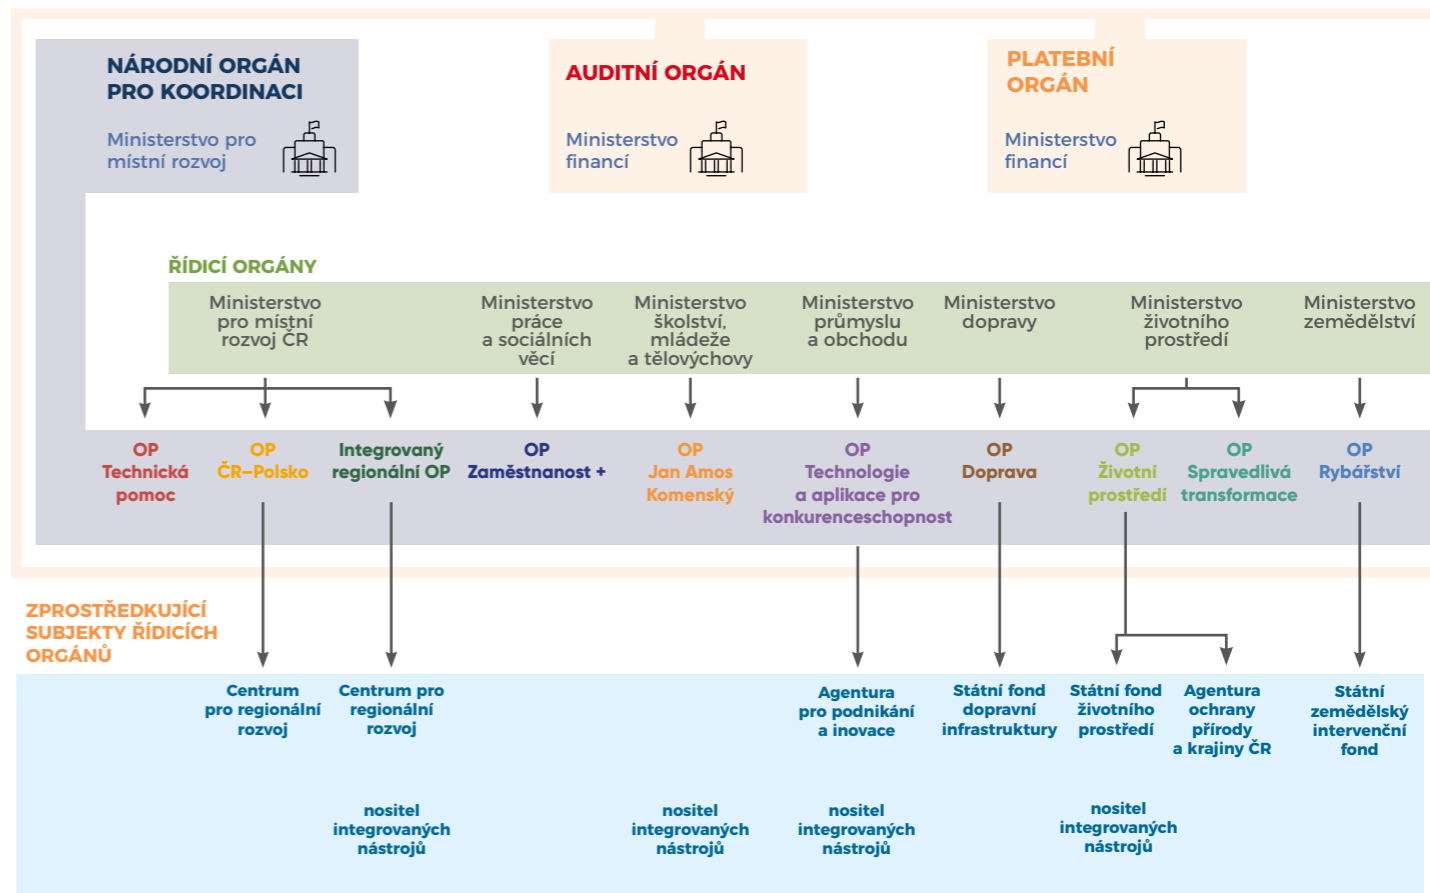 NÁRODNÍ ORGÁN
PRO KOORDINACI
Ministerstvo pro
místní rozvoj
AUDITNÍ ORGÁN
Ministerstvo
financí
PLATEBNÍ
ORGÁN
Ministerstvo
financí
ŘÍDICÍ ORGÁNY
Ministerstvo
pro místní
rozvoj ČR
Ministerstvo
práce
a sociálních
věcí
Ministerstvo
školství,
mládeže
a tělovýchovy
Ministerstvo
průmyslu
a obchodu
Ministerstvo
dopravy
Ministerstvo
životního
prostředí
Ministerstvo
zemědělství
OP
Technická
pomoc
OP
ČR–Polsko
Integrovaný
regionální OP
OP
Zaměstnanost +
OP
Jan Amos
Komenský
OP
Technologie
a aplikace pro
konkurenceschopnost
OP
Doprava
OP
Životní
prostředí
OP
Spravedlivá
transformace
OP
Rybářství
ZPROSTŘEDKUJÍCÍ
SUBJEKTY ŘÍDICÍCH
ORGÁNŮ
Centrum
pro regionální
rozvoj
Centrum pro
regionální
rozvoj
Agentura
pro podnikání
a inovace
Státní fond
dopravní
infrastruktury
Státní fond
životního
prostředí
Agentura
ochrany
přírody
a krajiny ČR
Státní
zemědělský
intervenční
fond
nositel
integrovaných
nástrojů
nositel
integrovaných
nástrojů
nositel
integrovaných
nástrojů
nositel
integrovaných
nástrojů